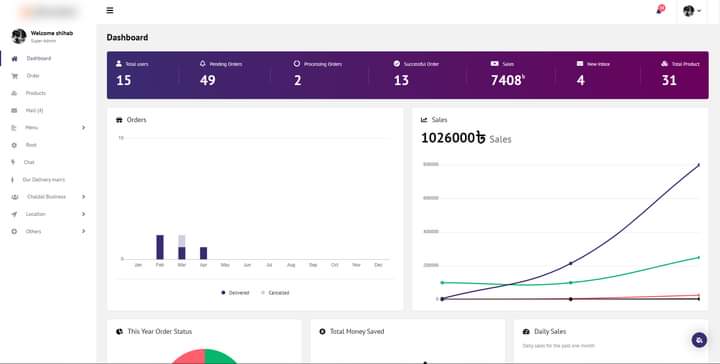 Welcome shihab
Super Admin
Dashboard
Order
Products
Mail (4)
Menu
Root
Chat
Our Delivery man's
Chaldal Business
Location
Others
Dashboard
Total users
15
Pending Orders
49
Processing Orders
2
Successful Order
13
Sales
7408৳
New Inbox
4
Total Product
31
Orders
10
0
Jan Feb Mar Apr May Jun Jul Aug Sep Oct Nov Dec
Delivered Cancelled
Sales
1026000৳ Sales
800000
600000
400000
200000
0
This Year Order Status
Total Money Saved
Daily Sales
Daily sales for the past one month